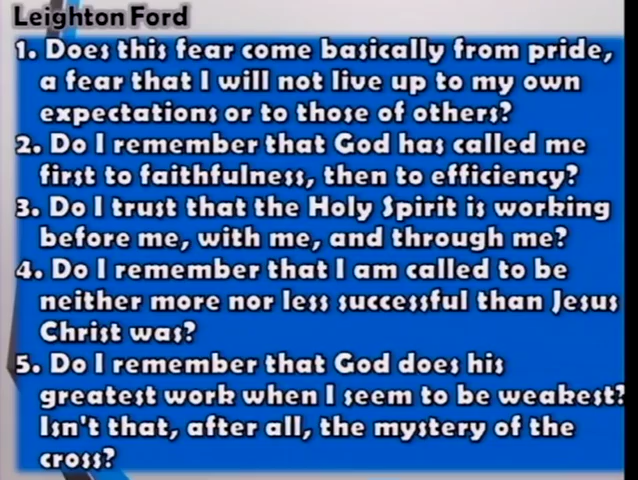 Leighton Ford
1. Does this fear come basically from pride,
a fear that I will not live up to my own
expectations or to those of others?
2. Do I remember that God has called me
first to faithfulness, then to efficiency?
3. Do I trust that the Holy Spirit is working
before me, with me, and through me?
4. Do I remember that I am called to be
neither more nor less successful than Jesus
Christ was?
5. Do I remember that God does his
greatest work when I seem to be weakest?
Isn't that, after all, the mystery of the
cross?